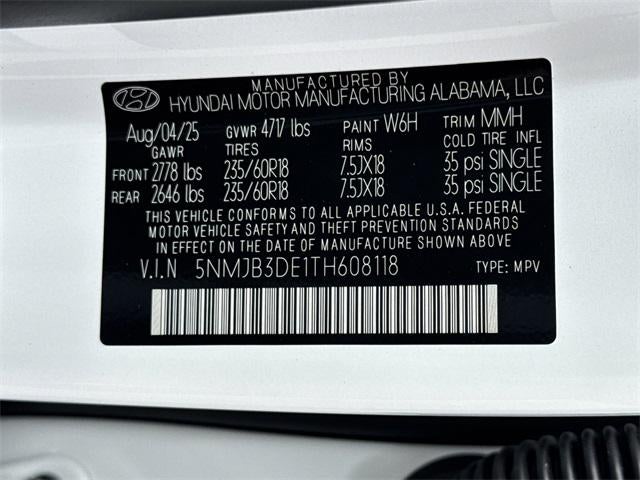 MANUFACTURED BY
HYUNDAI MOTOR MANUFACTURING ALABAMA, LLC
Aug/04/25 GVWR 4717 lbs PAINT W6H TRIM MMH
GAWR TIRES RIMS COLD TIRE INFL
FRONT 2778 lbs 235/60R18 7.5JX18 35 psi SINGLE
REAR 2646 lbs 235/60R18 7.5JX18 35 psi SINGLE
THIS VEHICLE CONFORMS TO ALL APPLICABLE U.S.A. FEDERAL
MOTOR VEHICLE SAFETY AND THEFT PREVENTION STANDARDS
IN EFFECT ON THE DATE OF MANUFACTURE SHOWN ABOVE.
V.I.N 5NMJB3DE1TH608118 TYPE: MPV